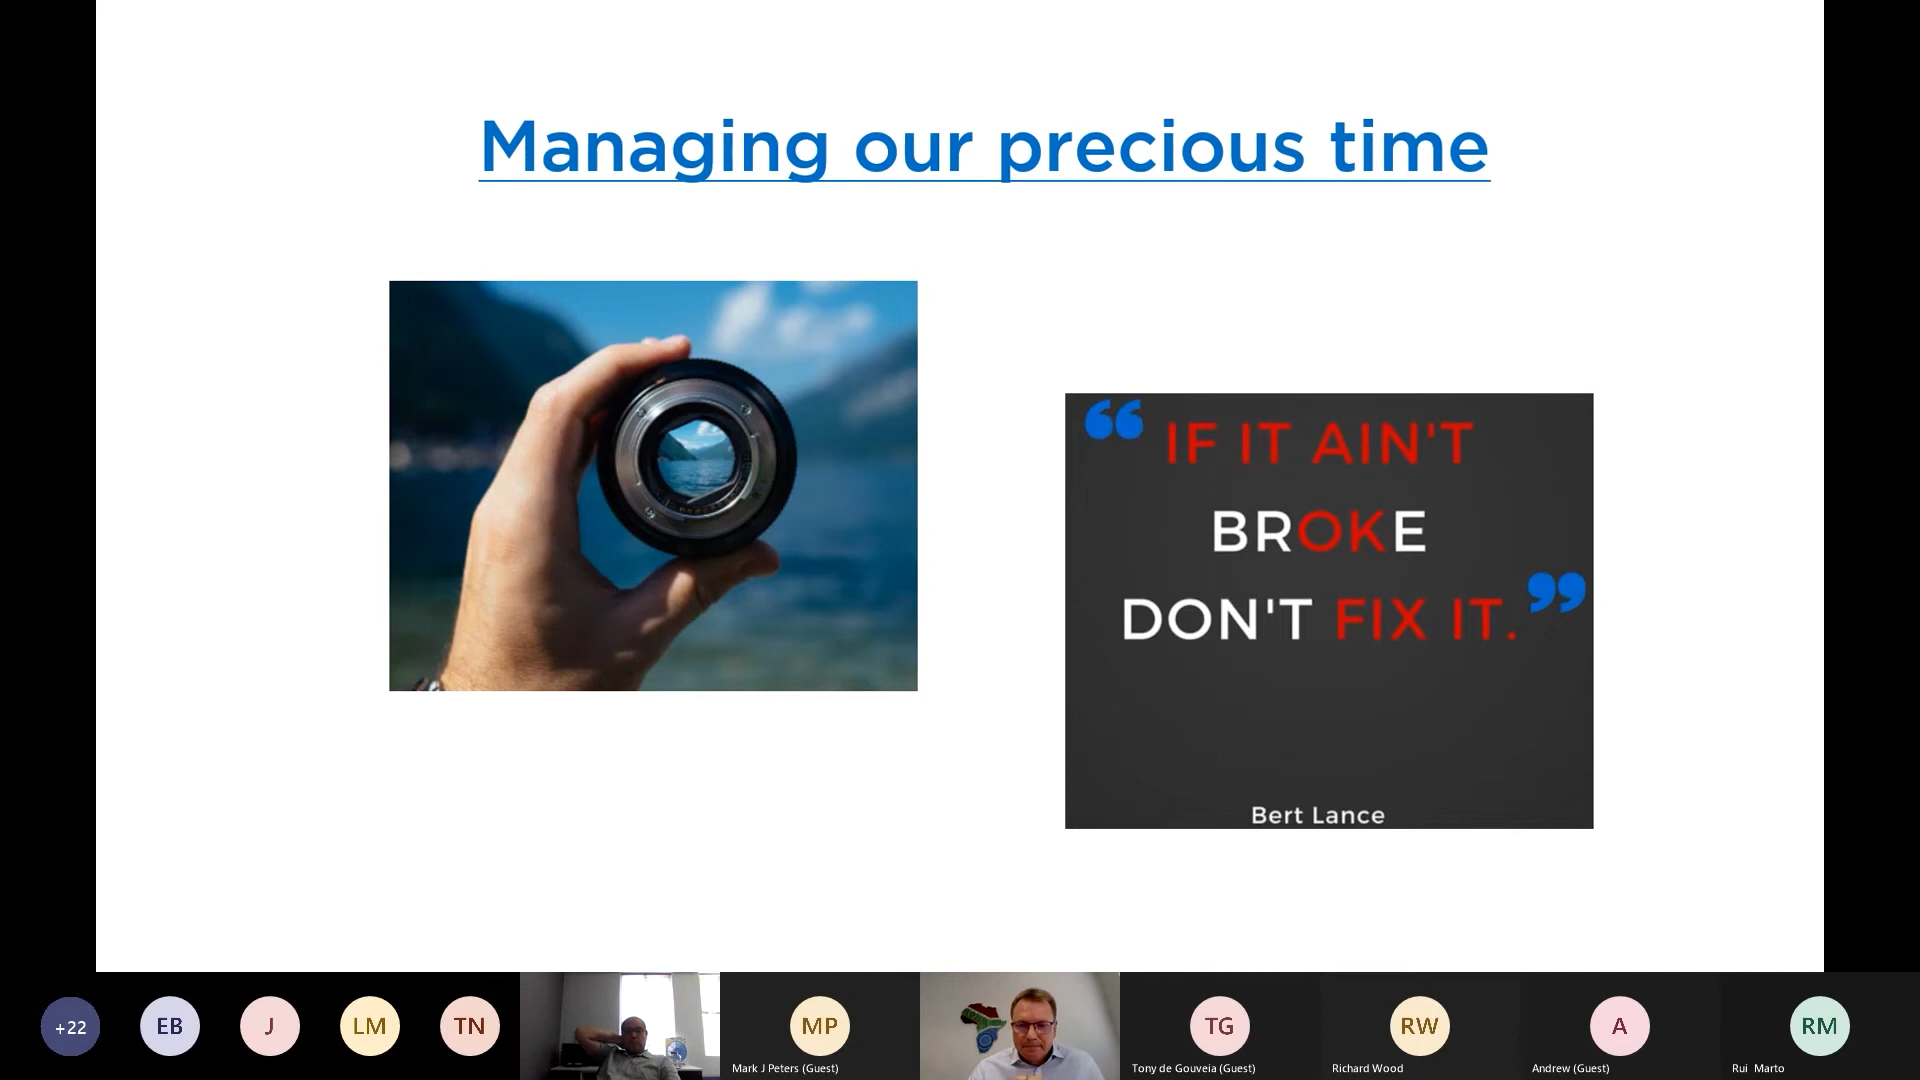 Managing our precious time
“ IF IT AIN'T
BROKE
DON'T FIX IT. ”
Bert Lance
+22
EB
J
LM
TN
MP
Mark J Peters (Guest)
TG
Tony de Gouveia (Guest)
RW
Richard Wood
A
Andrew (Guest)
RM
Rui Marto